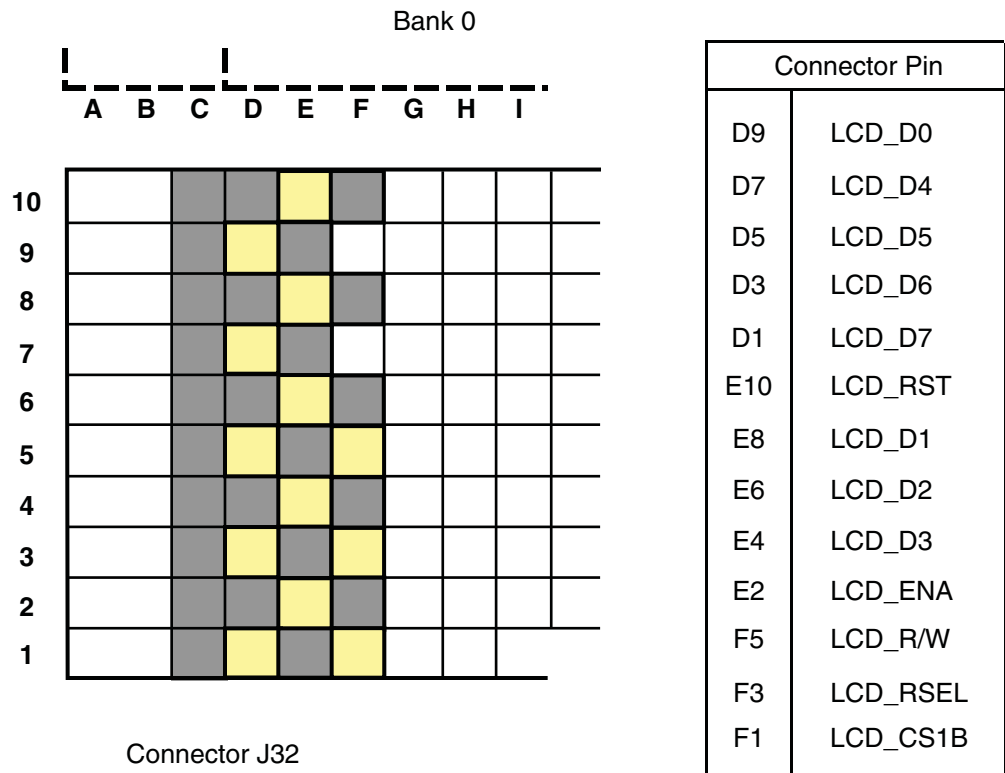 Bank 0
A B C D E F G H I
10
9
8
7
6
5
4
3
2
1
Connector J32
Connector Pin
D9 LCD_D0
D7 LCD_D4
D5 LCD_D5
D3 LCD_D6
D1 LCD_D7
E10 LCD_RST
E8 LCD_D1
E6 LCD_D2
E4 LCD_D3
E2 LCD_ENA
F5 LCD_R/W
F3 LCD_RSEL
F1 LCD_CS1B